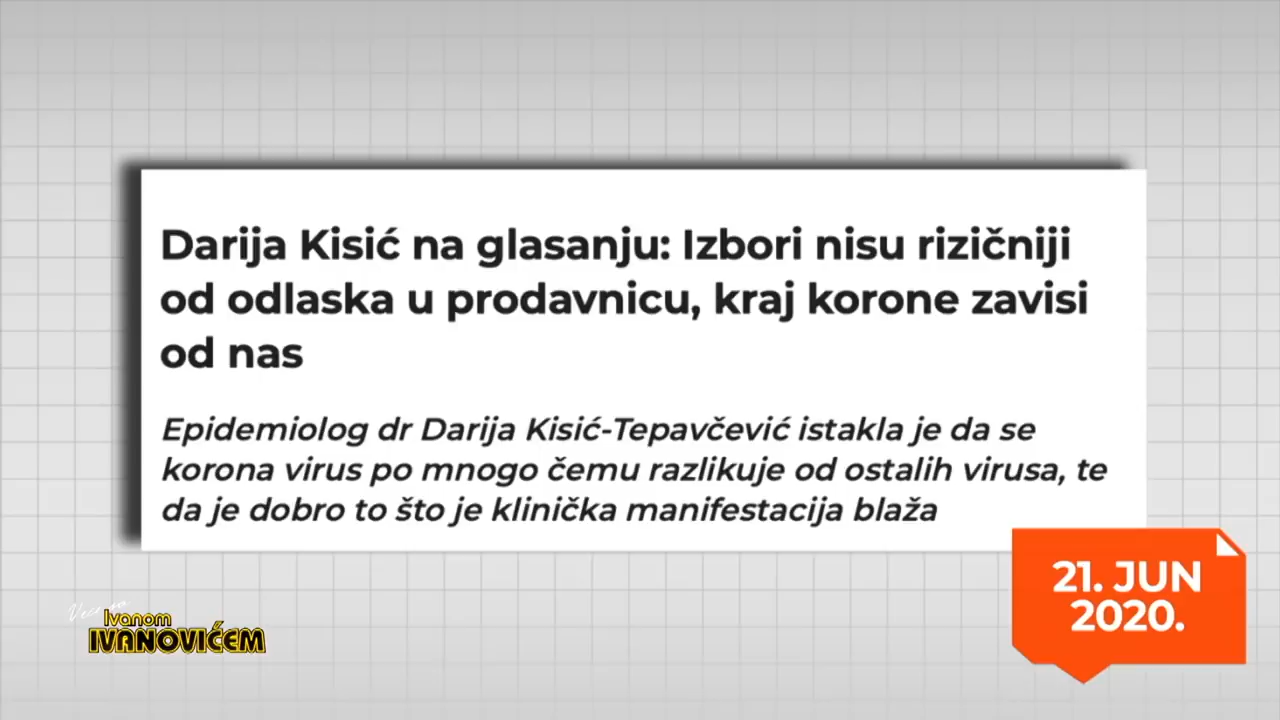 Darija Kisić na glasanju: Izbori nisu rizičniji
od odlaska u prodavnicu, kraj korone zavisi
od nas
Epidemiolog dr Darija Kisić-Tepavčević istakla je da se
korona virus po mnogo čemu razlikuje od ostalih virusa, te
da je dobro to što je klinička manifestacija blaža
21. JUN
2020.
Veče sa
Ivanom
IVANOVIĆEM